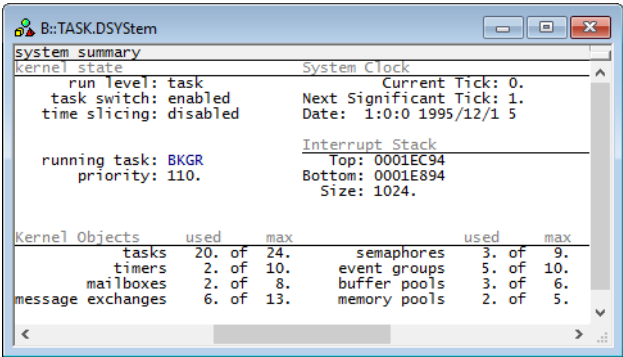 B::TASK.DSYStem
system summary
kernel state System Clock
run level: task Current Tick: 0.
task switch: enabled Next Significant Tick: 1.
time slicing: disabled Date: 1:0:0 1995/12/1 5
Interrupt Stack
running task: BKGR Top: 0001EC94
priority: 110. Bottom: 0001E894
Size: 1024.
Kernel Objects used max used max
tasks 20. of 24. semaphores 3. of 9.
timers 2. of 10. event groups 5. of 10.
mailboxes 2. of 8. buffer pools 3. of 6.
message exchanges 6. of 13. memory pools 2. of 5.